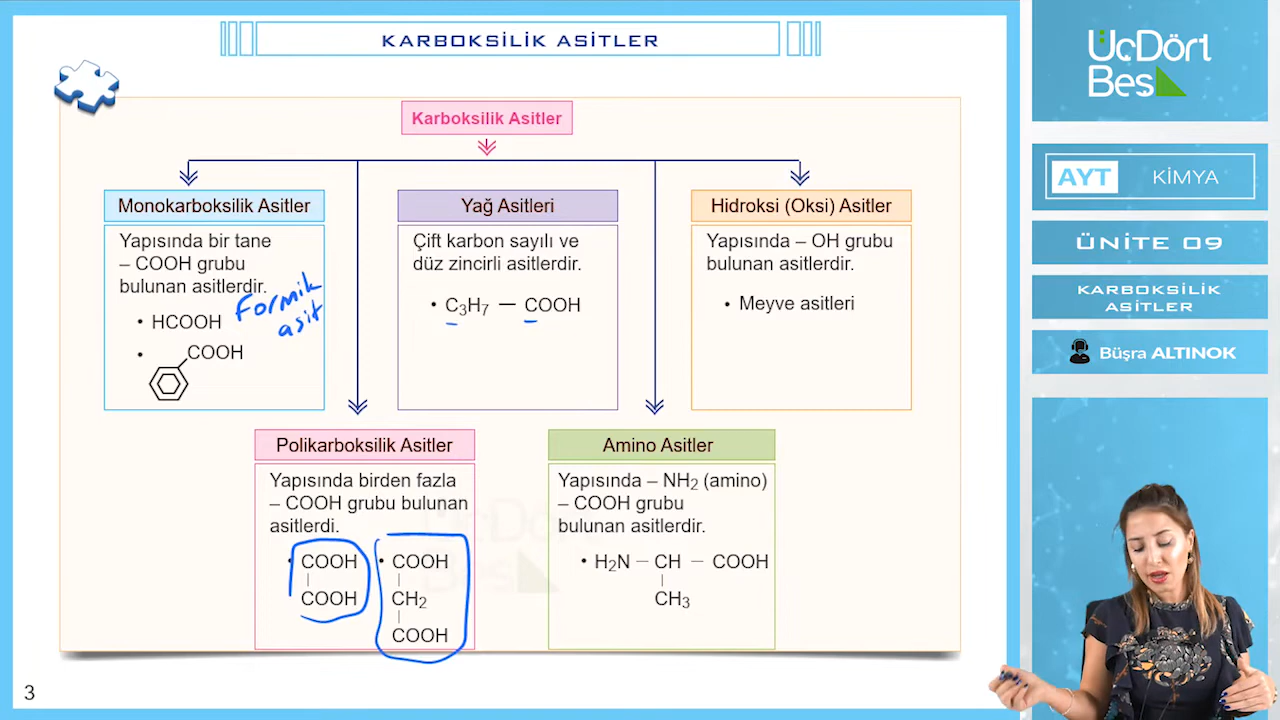 KARBOKSİLİK ASİTLER
Karboksilik Asitler
Monokarboksilik Asitler
Yapısında bir tane
– COOH grubu
bulunan asitlerdir.
• HCOOH
Formik
asit
• COOH
Yağ Asitleri
Çift karbon sayılı ve
düz zincirli asitlerdir.
• C3H7 — COOH
Hidroksi (Oksi) Asitler
Yapısında – OH grubu
bulunan asitlerdir.
• Meyve asitleri
Polikarboksilik Asitler
Yapısında birden fazla
– COOH grubu bulunan
asitlerdi.
• COOH
COOH
• COOH
CH2
COOH
Amino Asitler
Yapısında – NH2 (amino)
– COOH grubu
bulunan asitlerdir.
• H2N – CH – COOH
CH3
3
ÜçDört
Beş
AYT KİMYA
ÜNİTE 09
KARBOKSİLİK
ASİTLER
Büşra ALTINOK